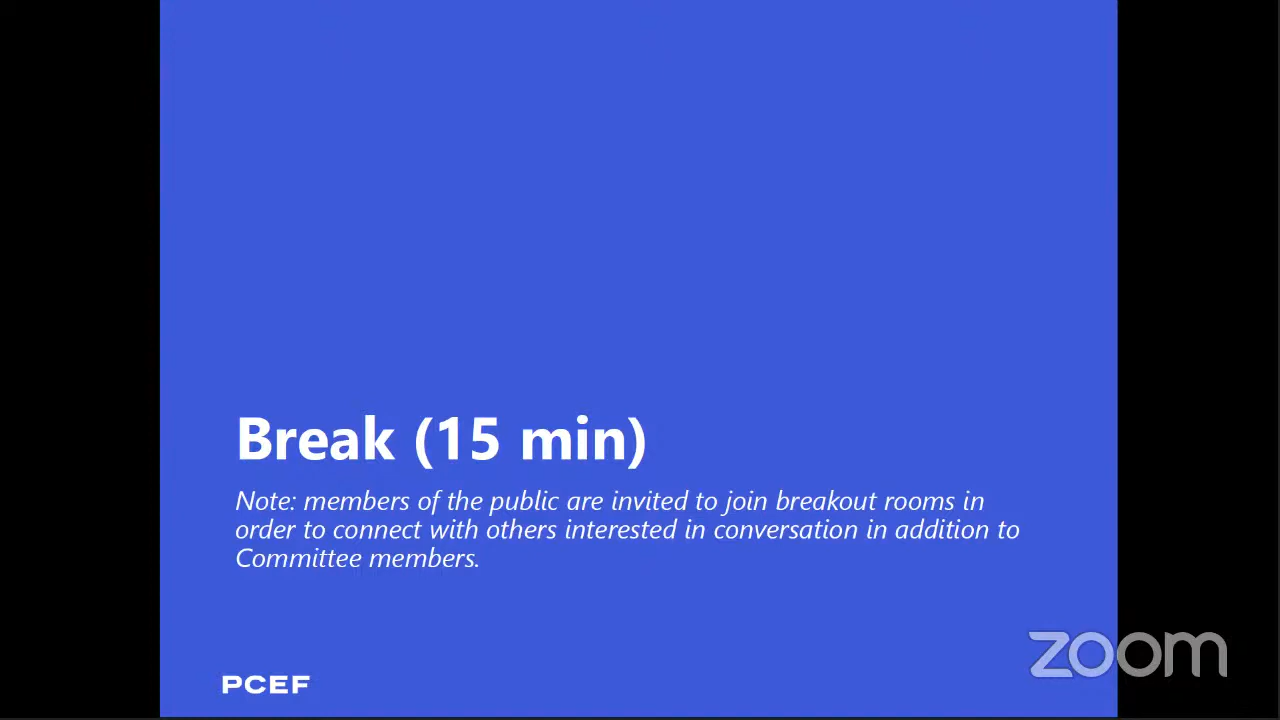 Break (15 min)
Note: members of the public are invited to join breakout rooms in
order to connect with others interested in conversation in addition to
Committee members.
PCEF
zoom